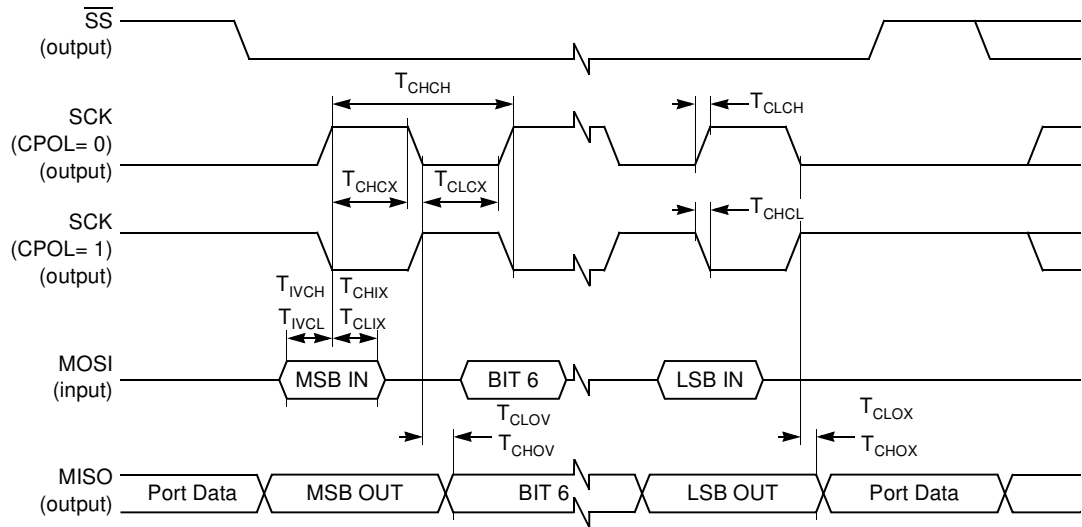 SS
(output)
T_CHCH
SCK
(CPOL= 0)
(output)
T_CLCH
T_CHCX
T_CLCX
SCK
(CPOL= 1)
(output)
T_CHCL
T_IVCH T_CHIX
T_IVCL T_CLIX
MOSI
(input)
MSB IN
BIT 6
LSB IN
T_CLOV
T_CHOV
T_CLOX
T_CHOX
MISO
(output)
Port Data
MSB OUT
BIT 6
LSB OUT
Port Data